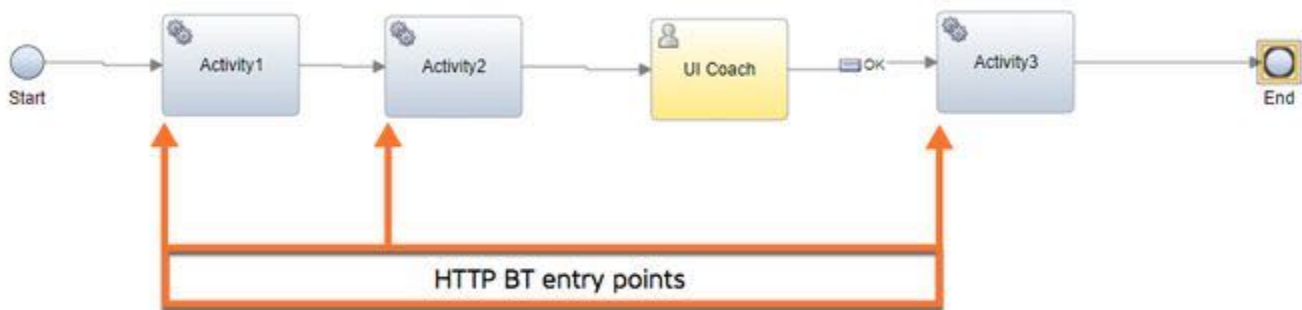 Start
Activity1
Activity2
UI Coach
OK
Activity3
End
HTTP BT entry points